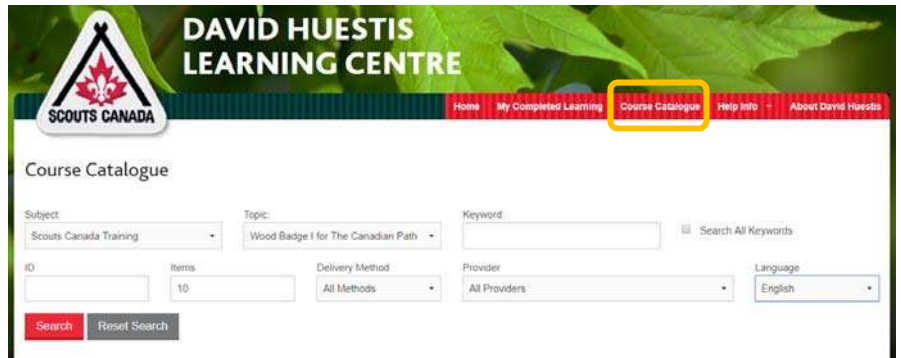 DAVID HUESTIS
LEARNING CENTRE
SCOUTS CANADA
Home My Completed Learning Course Catalogue Help Info About David Huestis
Course Catalogue
Subject: Topic: Keyword:
Scouts Canada Training Wood Badge I for The Canadian Path Search All Keywords
ID Items Delivery Method Provider Language
10 All Methods All Providers English
Search Reset Search